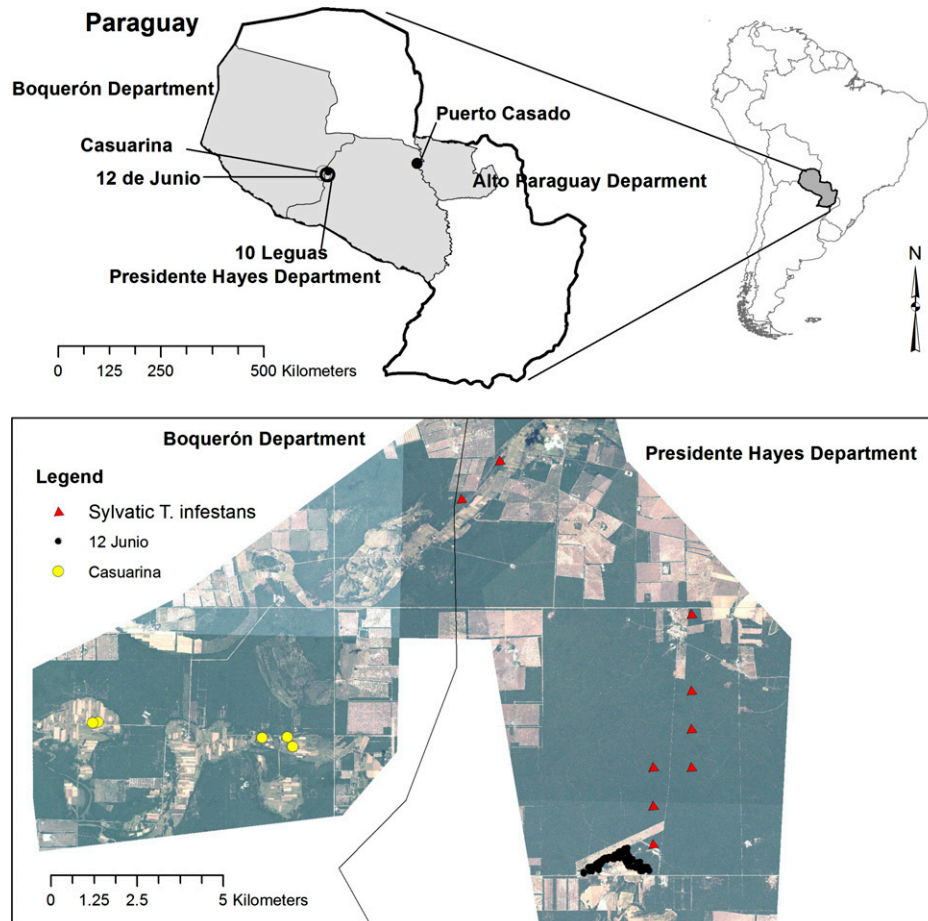 Paraguay
Boquerón Department
Puerto Casado
Casuarina
12 de Junio
Alto Paraguay Deparment
10 Leguas
Presidente Hayes Department
N
0 125 250 500 Kilometers
Boquerón Department
Presidente Hayes Department
Legend
Sylvatic T. infestans
12 Junio
Casuarina
0 1.25 2.5 5 Kilometers